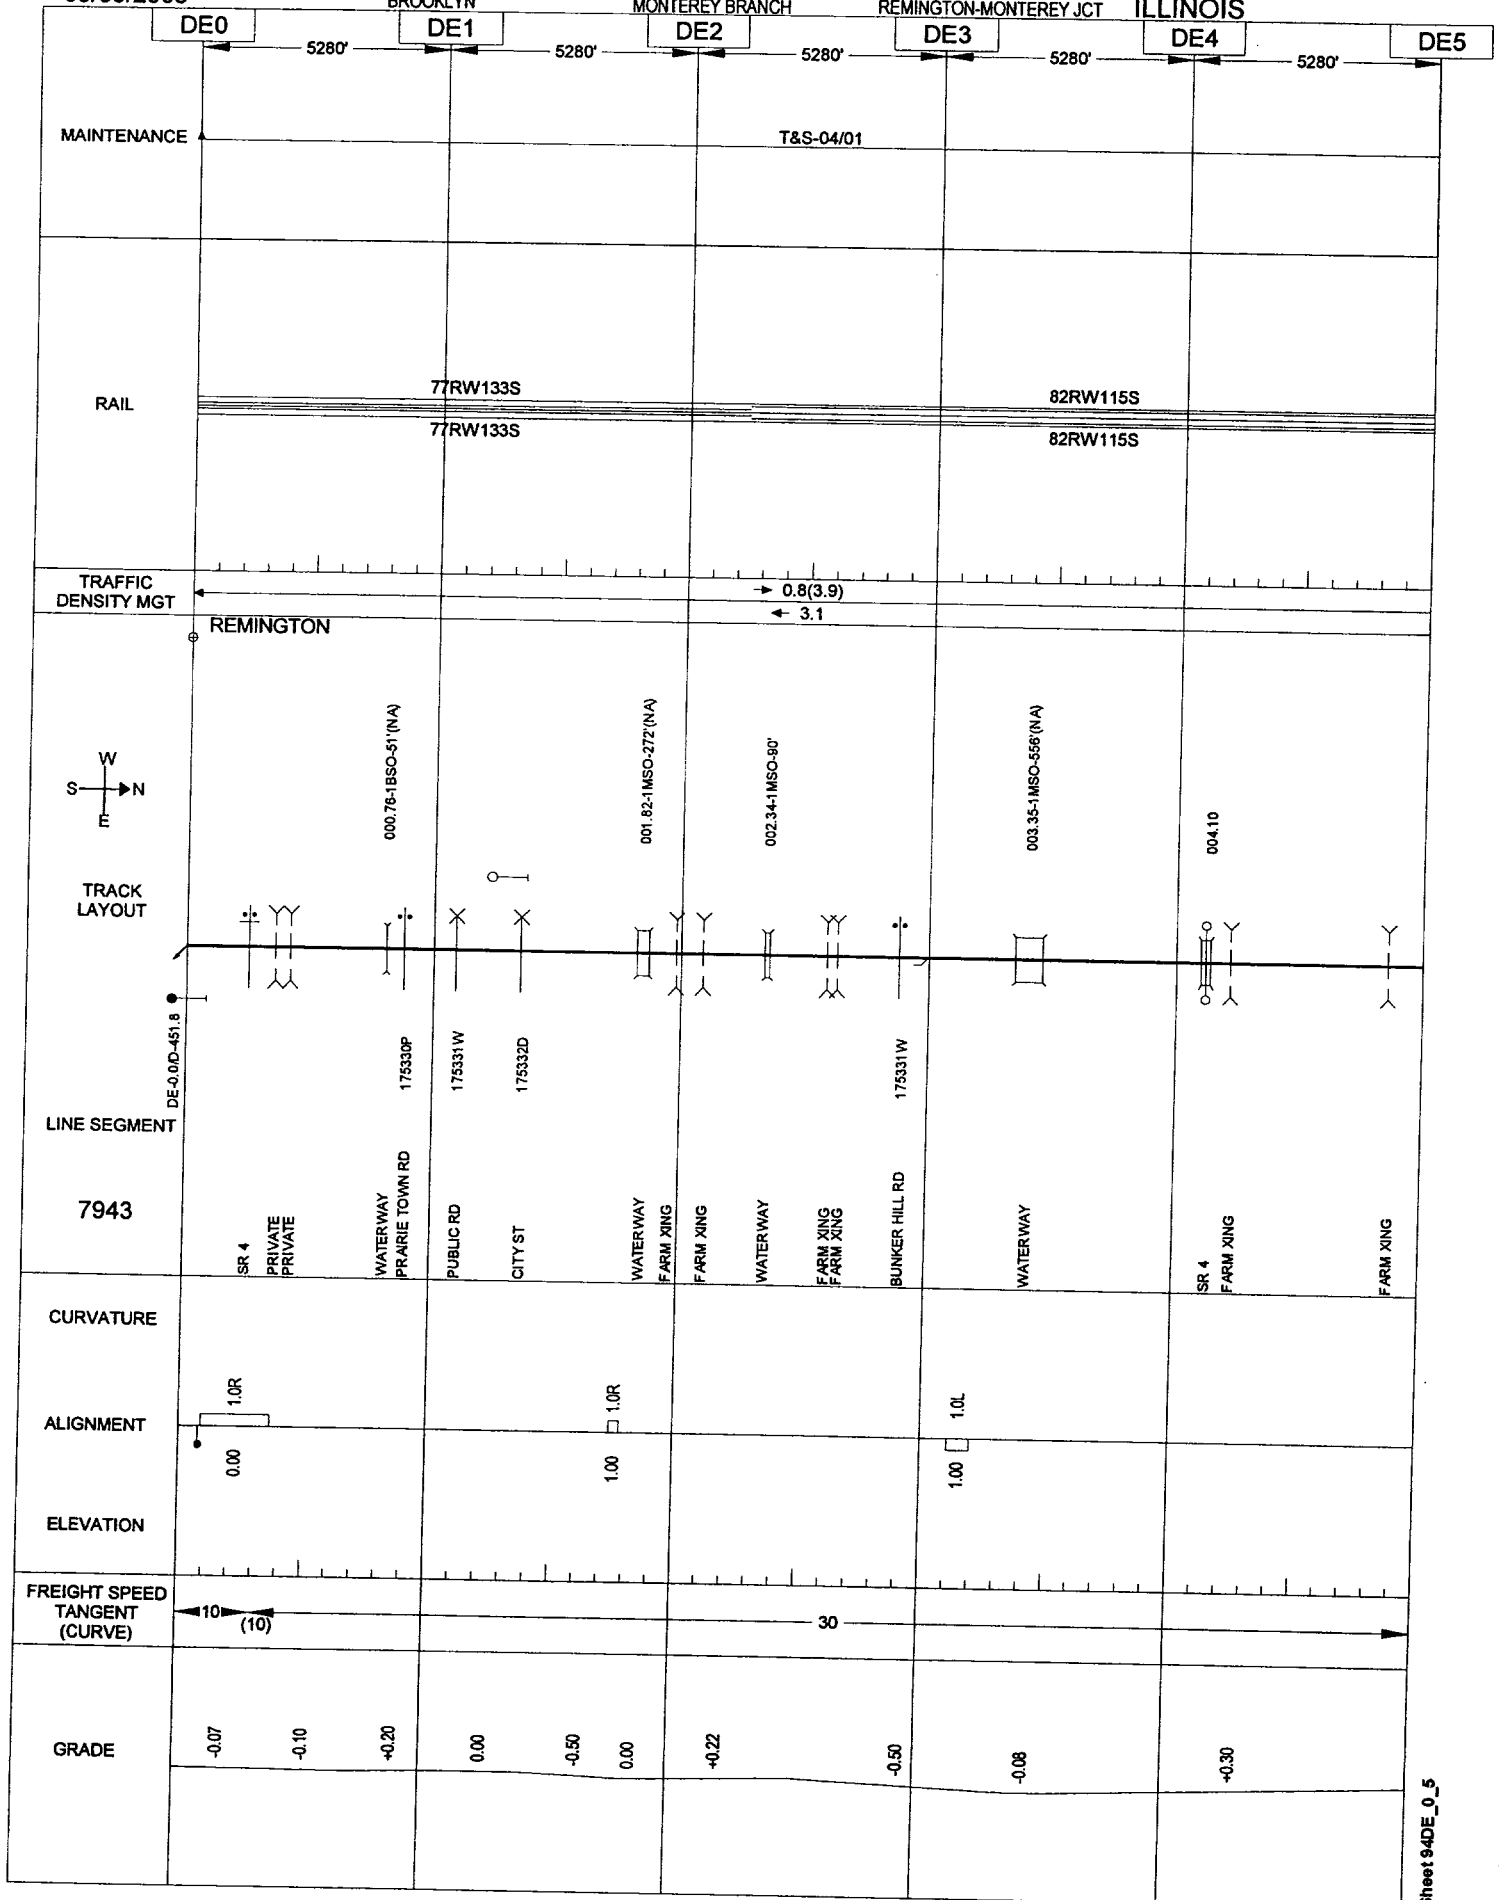 BROOKLYN MONTEREY BRANCH REMINGTON-MONTEREY JCT ILLINOIS
DE0 DE1 DE2 DE3 DE4 DE5
5280' 5280' 5280' 5280' 5280'
MAINTENANCE T&S-04/01
77RW133S 82RW115S
RAIL
77RW133S 82RW115S
TRAFFIC
DENSITY MGT
0.8(3.9)
3.1
REMINGTON
000.76-1BSO-51'(NA)
001.82-1MSO-272'(NA)
002.34-1MSO-90'
003.35-1MSO-556'(NA)
004.10
W
S N
E
TRACK
LAYOUT
DE-0.0/D-451.8
175330P
175331W
175332D
175331W
LINE SEGMENT
7943
SR 4
PRIVATE
PRIVATE
WATERWAY
PRAIRIE TOWN RD
PUBLIC RD
CITY ST
WATERWAY
FARM XING
FARM XING
WATERWAY
FARM XING
FARM XING
BUNKER HILL RD
WATERWAY
SR 4
FARM XING
FARM XING
CURVATURE
1.0R 1.0R 1.0L
ALIGNMENT
0.00 1.00 1.00
ELEVATION
FREIGHT SPEED
TANGENT
(CURVE)
10 (10) 30
GRADE
-0.07 -0.10 +0.20 0.00 -0.50 0.00 +0.22 -0.50 -0.08 +0.30
heet 94DE_0_5